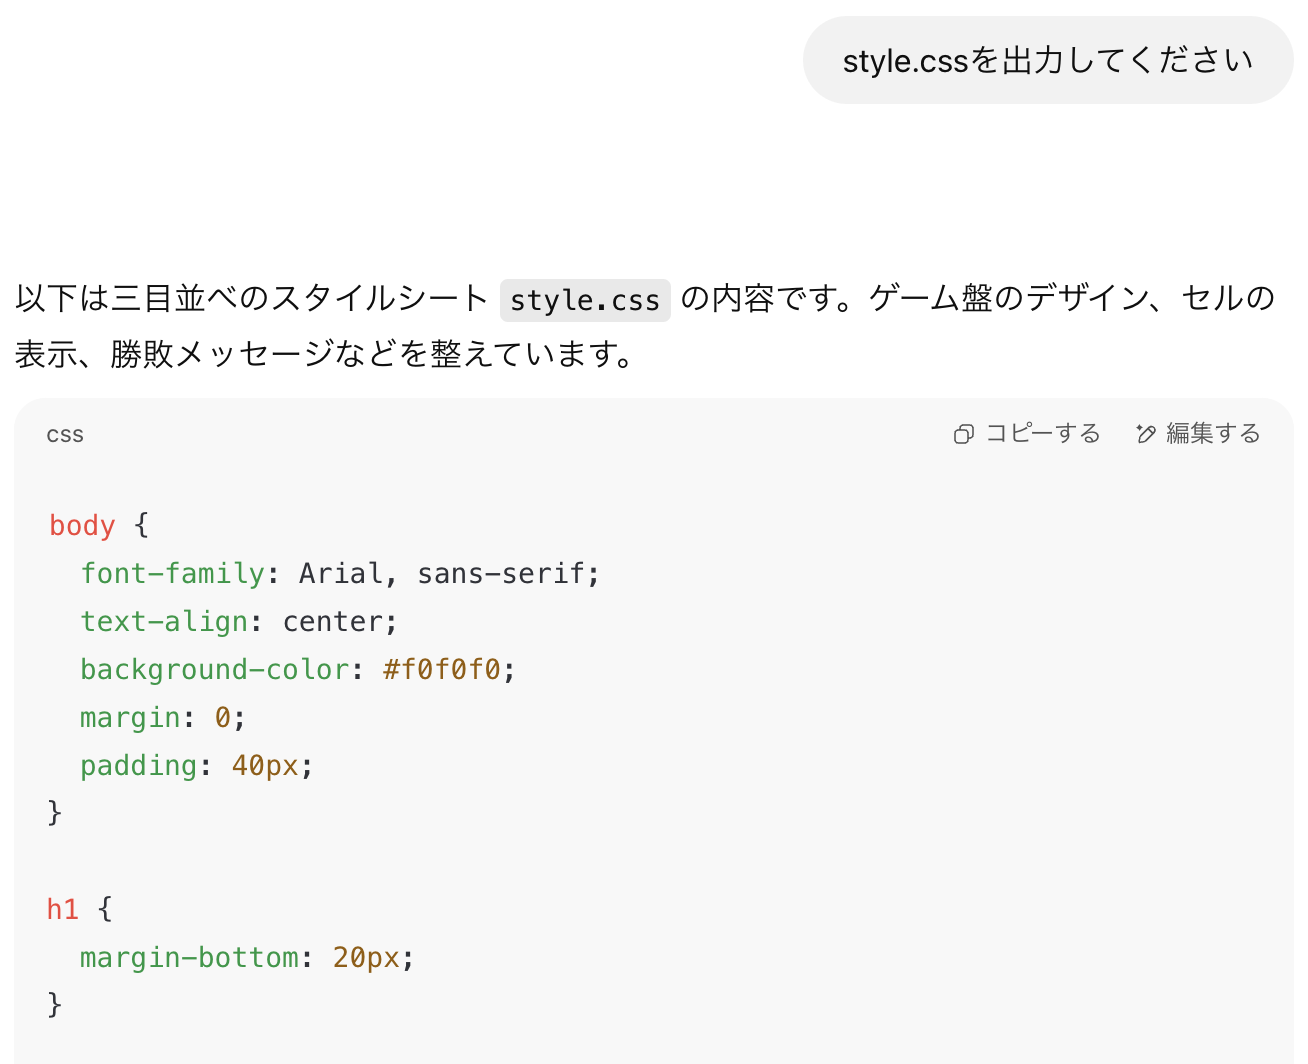 style.cssを出力してください
以下は三目並べのスタイルシート style.css の内容です。ゲーム盤のデザイン、セルの
表示、勝敗メッセージなどを整えています。
css
コピーする
編集する
body {
  font-family: Arial, sans-serif;
  text-align: center;
  background-color: #f0f0f0;
  margin: 0;
  padding: 40px;
}
h1 {
  margin-bottom: 20px;
}